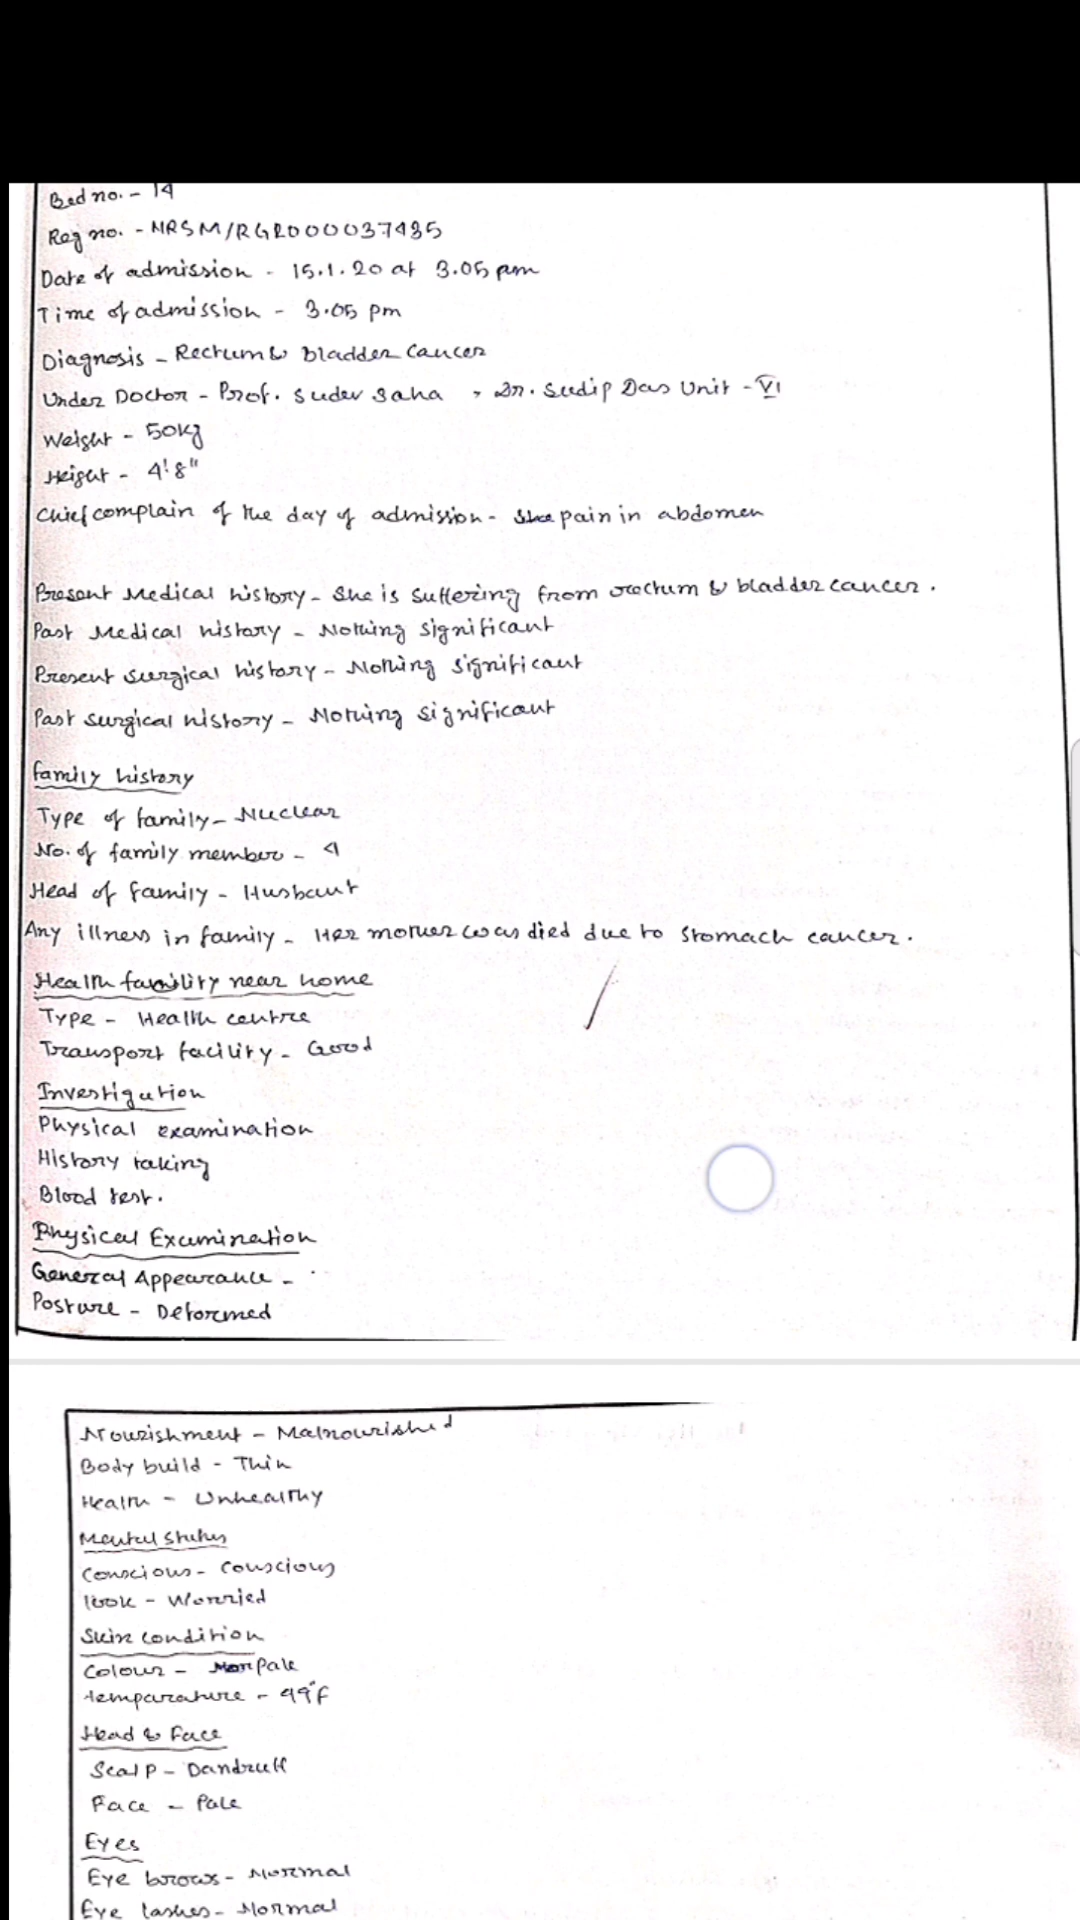 Bed no. - 14
Reg no. - NRSM/RG2000037435
Date of admission - 15.1.20 at 3.05 pm
Time of admission - 3.05 pm
Diagnosis - Rectum & bladder cancer
Under Doctor - Prof. Sudev Saha , Dr. Sudip Das Unit - VI
Weight - 50kg
Height - 4'8"
Chief complain of the day of admission - pain in abdomen
Present Medical history - She is suffering from rectum & bladder cancer.
Past Medical history - Nothing significant
Present surgical history - Nothing significant
Past surgical history - Nothing significant
family history
Type of family - Nuclear
No. of family member - 4
Head of family - Husbant
Any illness in family - Her mother was died due to stomach cancer.
Health famility near home
Type - Health centre
Transport facility - Good
Investigation
Physical examination
History taking
Blood test.
Physical Examination
General Appearance -
Posture - Deformed
Nourishment - Malnourished
Body build - Thin
Health - Unhealthy
Mental status
Conscious - Conscious
look - Worried
Skin condition
Colour - Pale
temparature - 99°F
Head & Face
Scalp - Dandruff
Face - Pale
Eyes
Eye brows - Normal
Eye lashes - Normal